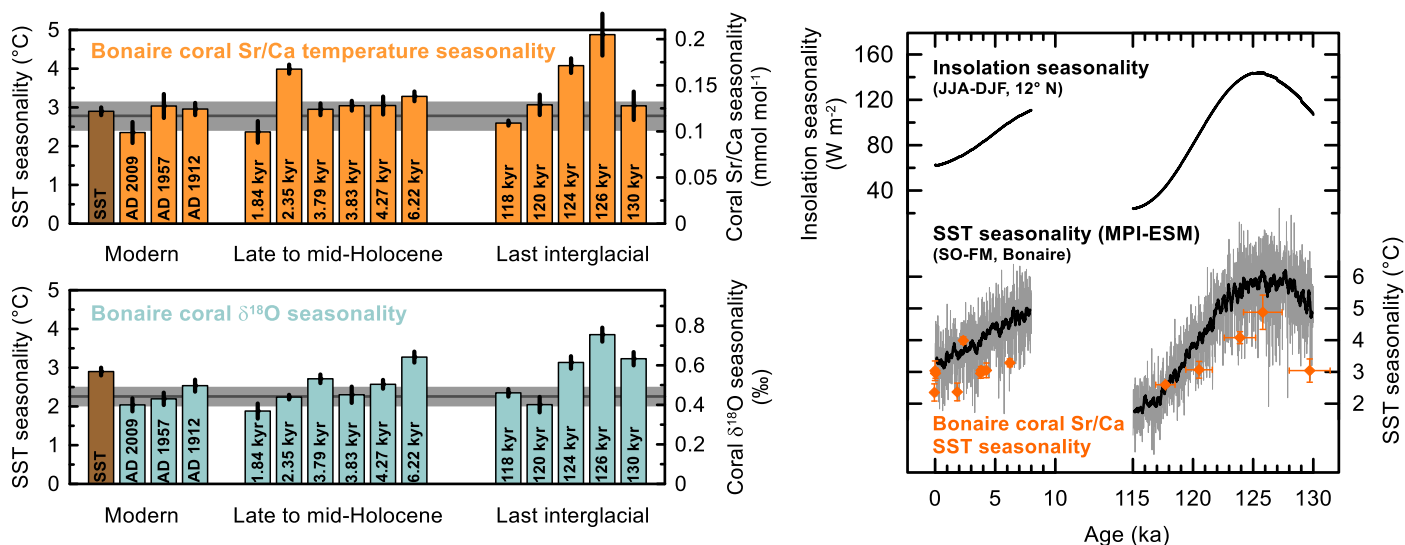 Bonaire coral Sr/Ca temperature seasonality
SST seasonality (°C)
5
4
3
2
1
0
Coral Sr/Ca seasonality
(mmol mol-1)
0.2
0.15
0.1
0.05
0
SST
AD 2009
AD 1957
AD 1912
1.84 kyr
2.35 kyr
3.79 kyr
3.83 kyr
4.27 kyr
6.22 kyr
118 kyr
120 kyr
124 kyr
126 kyr
130 kyr
Modern
Late to mid-Holocene
Last interglacial
Bonaire coral δ18O seasonality
SST seasonality (°C)
5
4
3
2
1
0
Coral δ18O seasonality
(‰)
0.8
0.6
0.4
0.2
0
SST
AD 2009
AD 1957
AD 1912
1.84 kyr
2.35 kyr
3.79 kyr
3.83 kyr
4.27 kyr
6.22 kyr
118 kyr
120 kyr
124 kyr
126 kyr
130 kyr
Modern
Late to mid-Holocene
Last interglacial
Insolation seasonality
(W m-2)
160
120
80
40
Insolation seasonality
(JJA-DJF, 12° N)
SST seasonality (MPI-ESM)
(SO-FM, Bonaire)
Bonaire coral Sr/Ca
SST seasonality
6
5
4
3
2
SST seasonality (°C)
0
5
10
115
120
125
130
Age (ka)